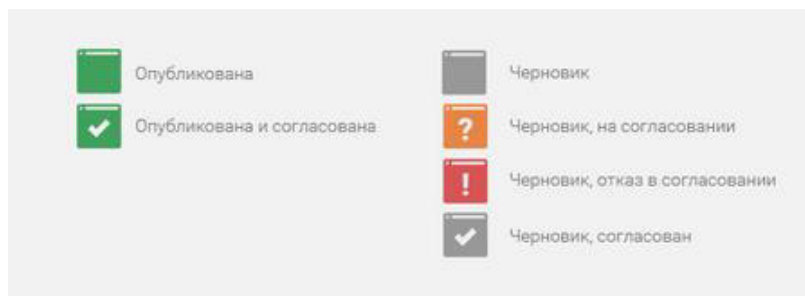 Опубликована
Опубликована и согласована
Черновик
? Черновик, на согласовании
! Черновик, отказ в согласовании
Черновик, согласован